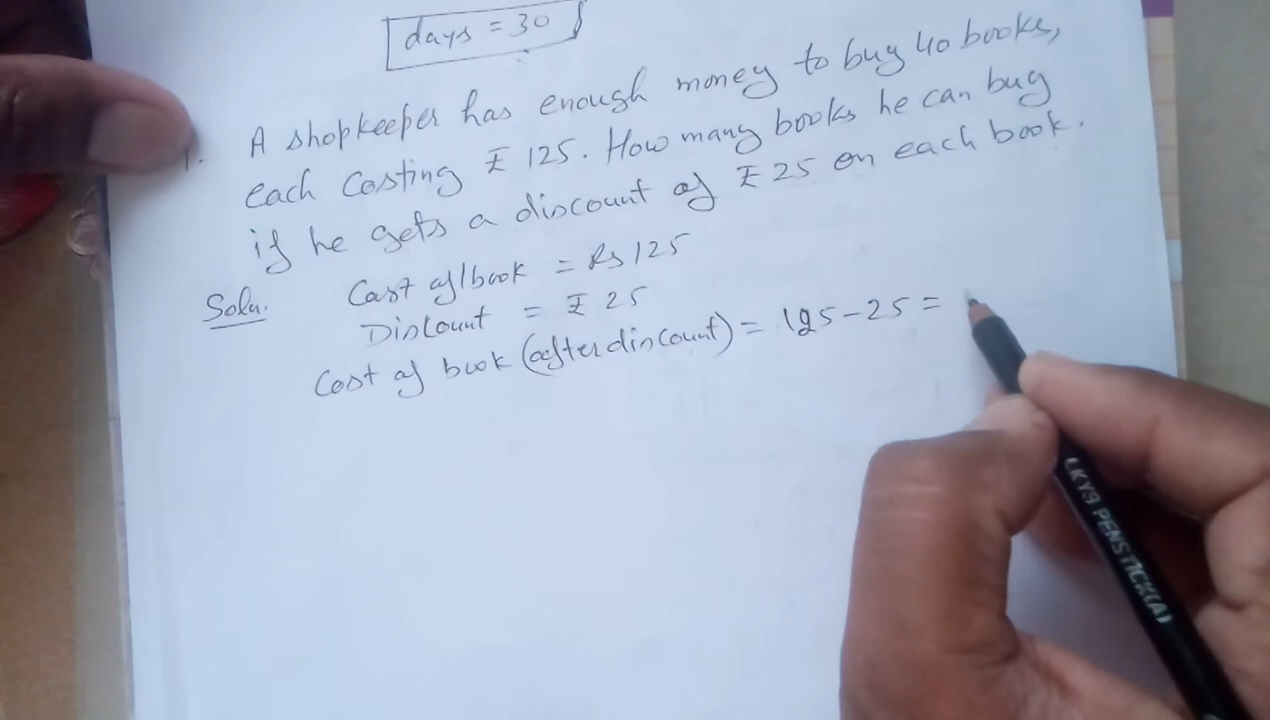 days = 30
1. A shopkeeper has enough money to buy 40 books,
each costing ₹ 125. How many books he can buy
if he gets a discount of ₹ 25 on each book.
Soln. Cost of 1 book = Rs 125
Discount = ₹ 25
Cost of book (after discount) = 125 - 25 =
LKYS PENSTICK(A)